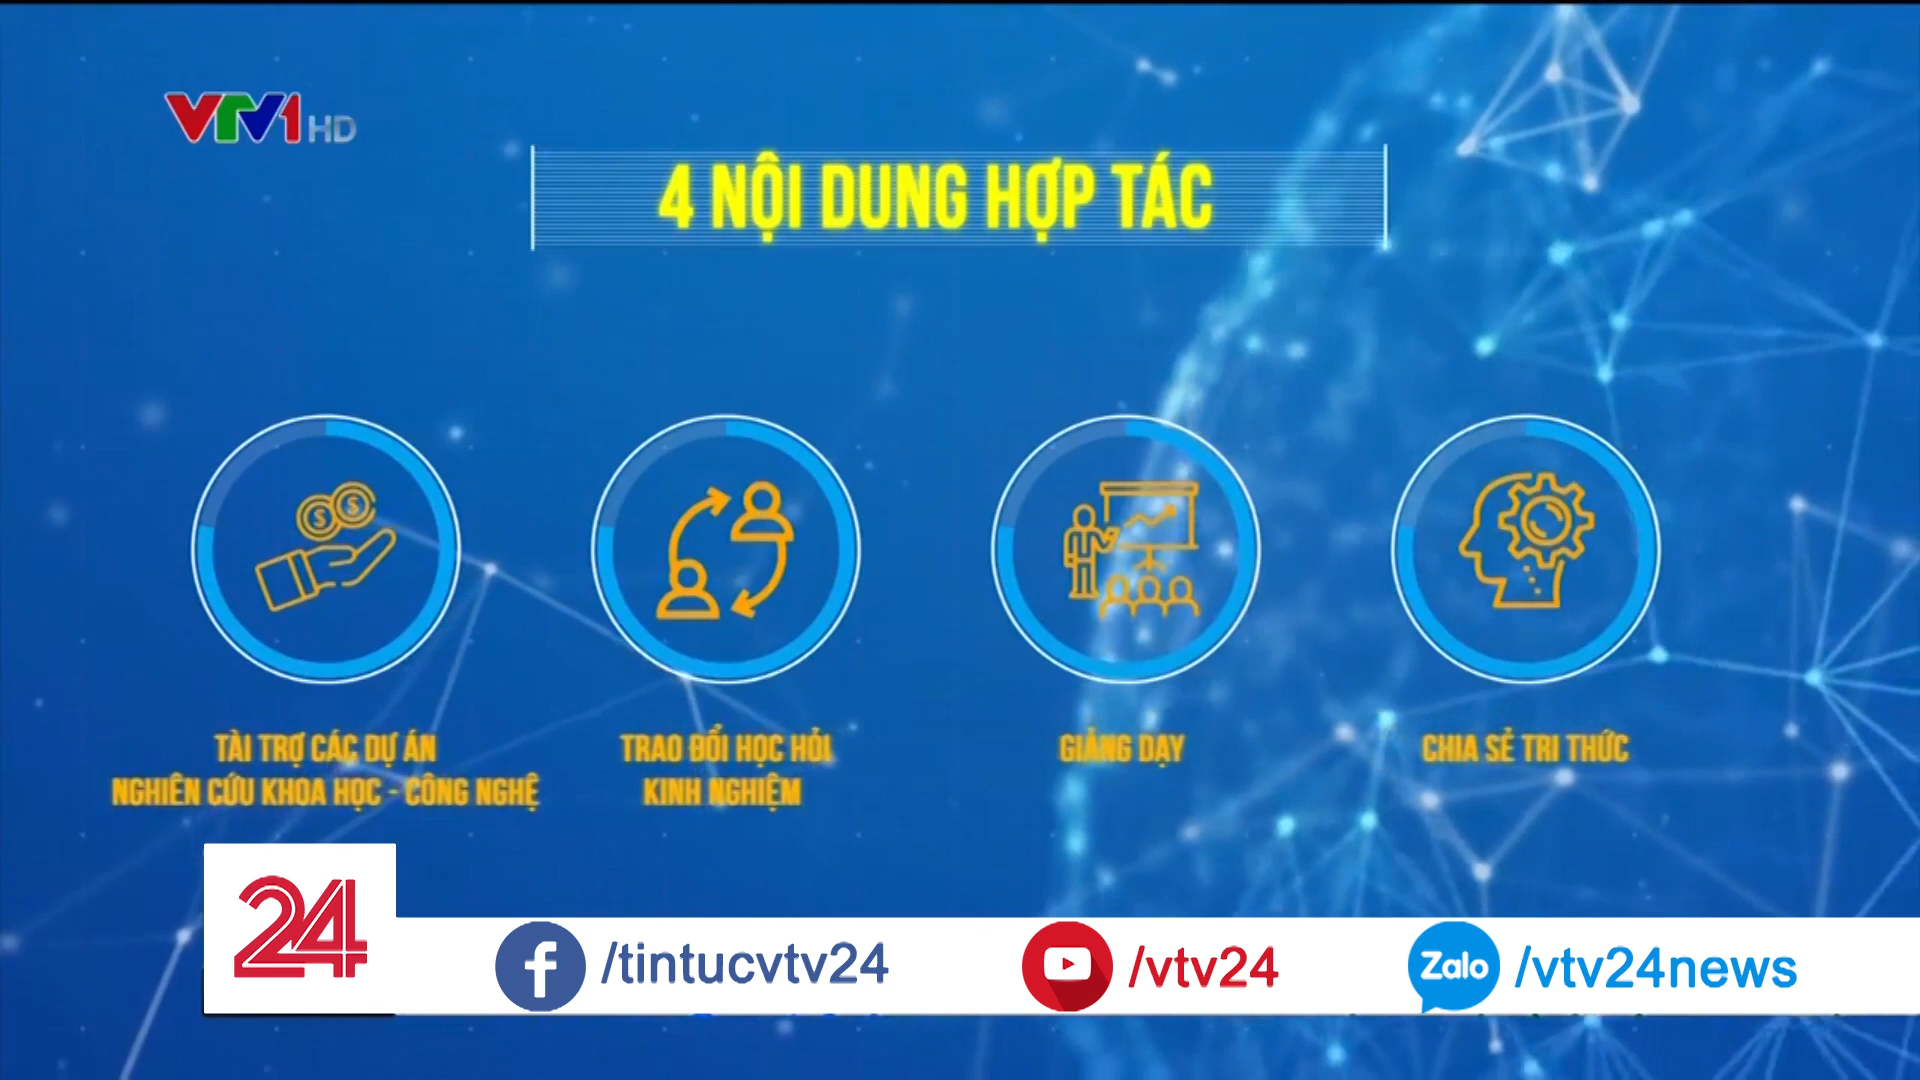 VTV1 HD
4 NỘI DUNG HỢP TÁC
TÀI TRỢ CÁC DỰ ÁN
NGHIÊN CỨU KHOA HỌC - CÔNG NGHỆ
TRAO ĐỔI HỌC HỎI,
KINH NGHIỆM
GIẢNG DẠY
CHIA SẺ TRI THỨC
24
/tintucvtv24
/vtv24
Zalo /vtv24news